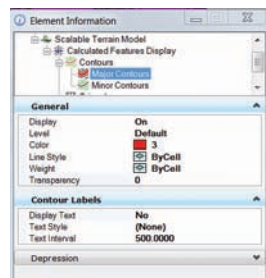 Element Information
Scalable Terrain Model
Calculated Features Display
Contours
Major Contours
Minor Contours
General
Display On
Level Default
Color 3
Line Style ByCell
Weight ByCell
Transparency 0
Contour Labels
Display Text No
Text Style (None)
Text Interval 500.0000
Depression